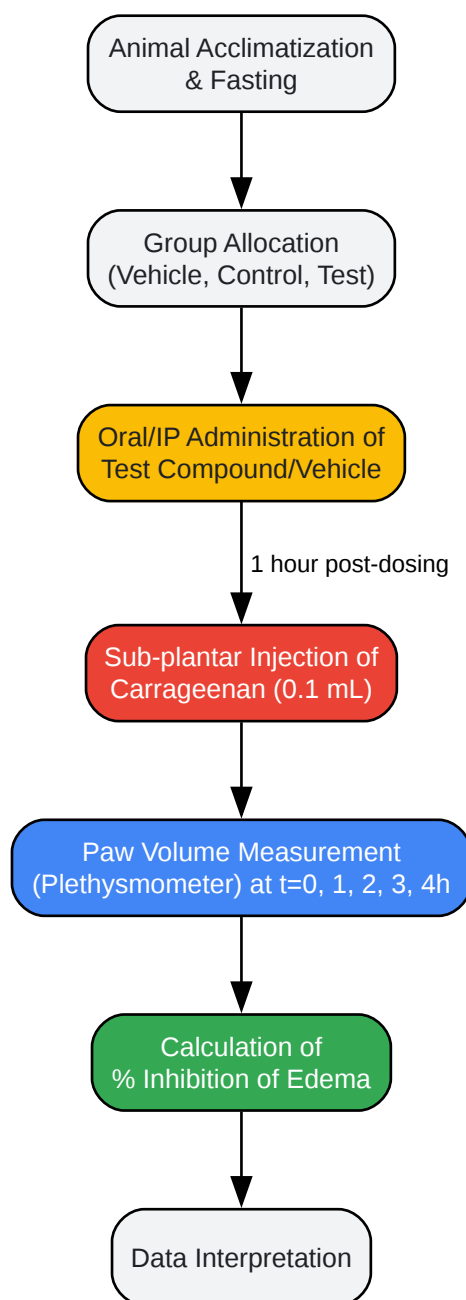 Animal Acclimatization
& Fasting
Group Allocation
(Vehicle, Control, Test)
Oral/IP Administration of
Test Compound/Vehicle
1 hour post-dosing
Sub-plantar Injection of
Carrageenan (0.1 mL)
Paw Volume Measurement
(Plethysmometer) at t=0, 1, 2, 3, 4h
Calculation of
% Inhibition of Edema
Data Interpretation